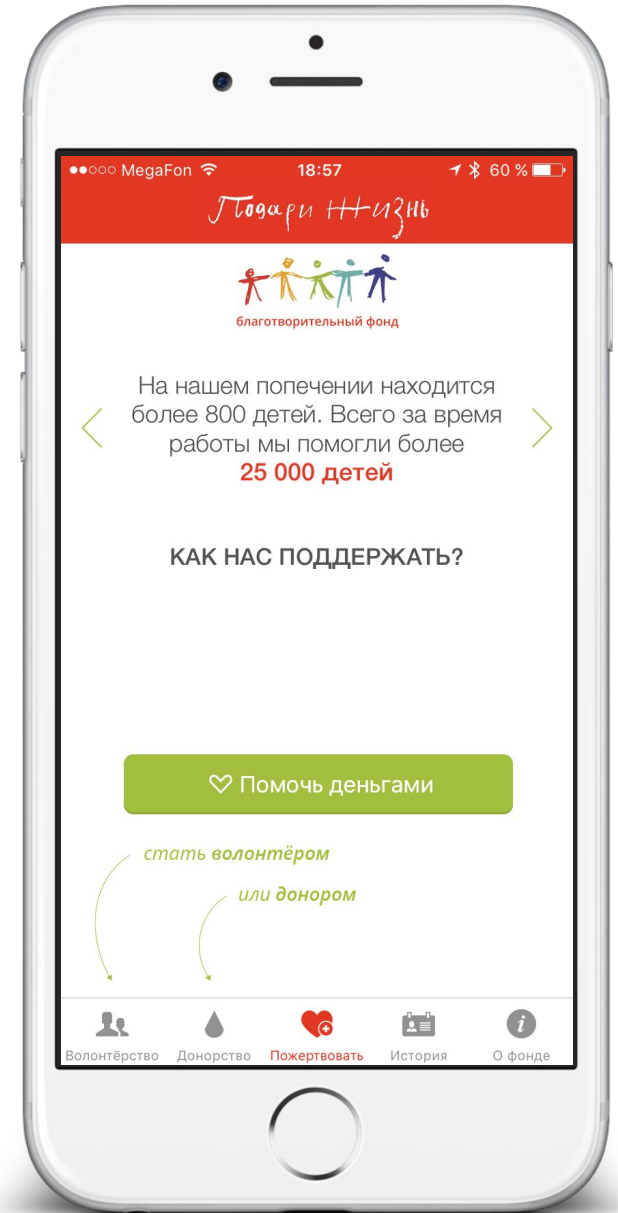 MegaFon 18:57 60 %
Подари Жизнь
благотворительный фонд
На нашем попечении находится
более 800 детей. Всего за время
работы мы помогли более
25 000 детей
КАК НАС ПОДДЕРЖАТЬ?
Помочь деньгами
стать волонтёром
или донором
Волонтёрство Донорство Пожертвовать История О фонде